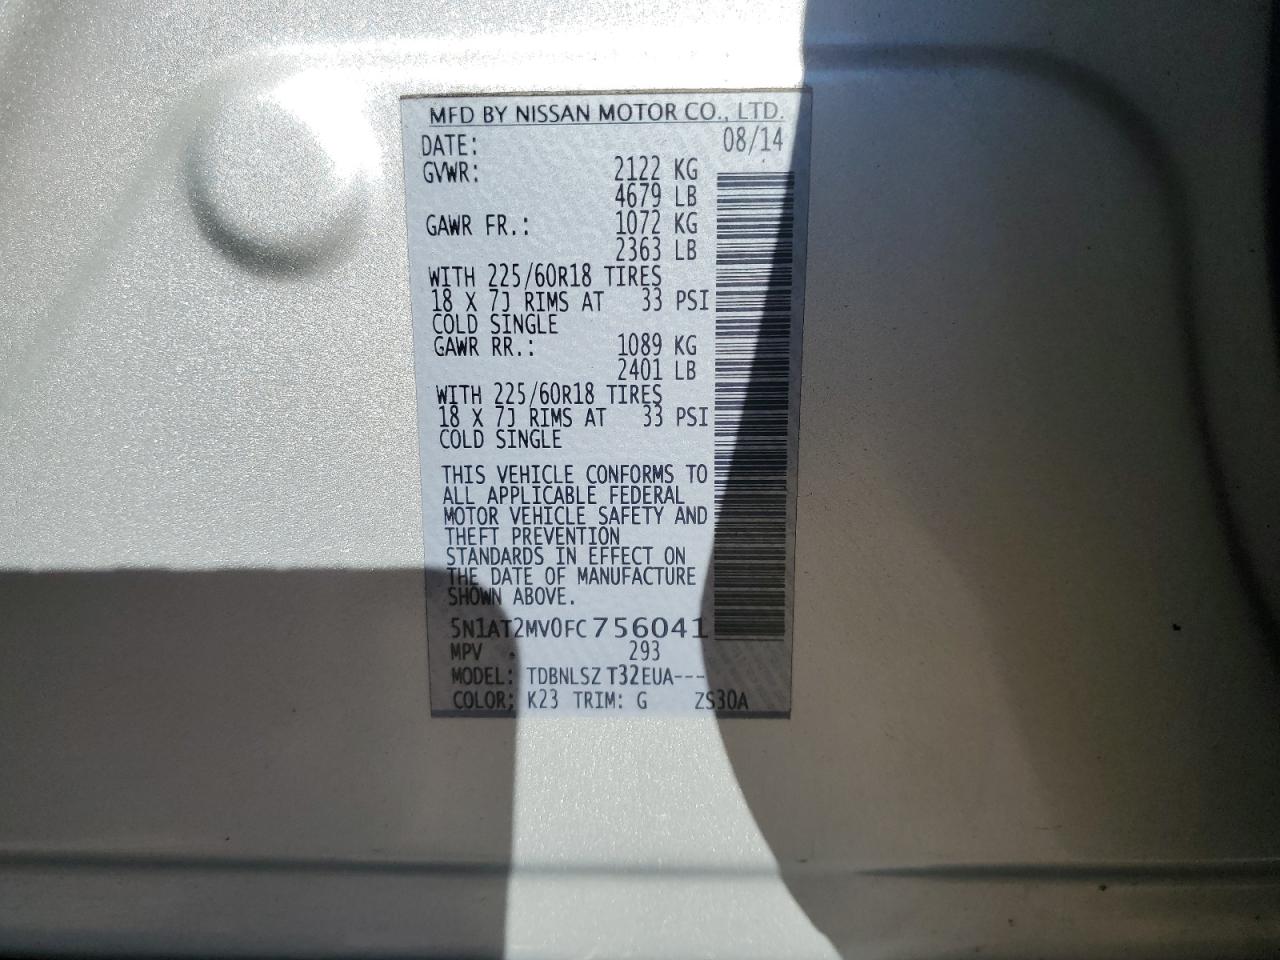 MFD BY NISSAN MOTOR CO., LTD.
DATE: 08/14
GVWR: 2122 KG
4679 LB
GAWR FR.: 1072 KG
2363 LB
WITH 225/60R18 TIRES
18 X 7J RIMS AT 33 PSI
COLD SINGLE
GAWR RR.: 1089 KG
2401 LB
WITH 225/60R18 TIRES
18 X 7J RIMS AT 33 PSI
COLD SINGLE
THIS VEHICLE CONFORMS TO
ALL APPLICABLE FEDERAL
MOTOR VEHICLE SAFETY AND
THEFT PREVENTION
STANDARDS IN EFFECT ON
THE DATE OF MANUFACTURE
SHOWN ABOVE.
5N1AT2MV0FC756041
MPV 293
MODEL: TDBNLSZ T32EUA---
COLOR: K23 TRIM: G ZS30A